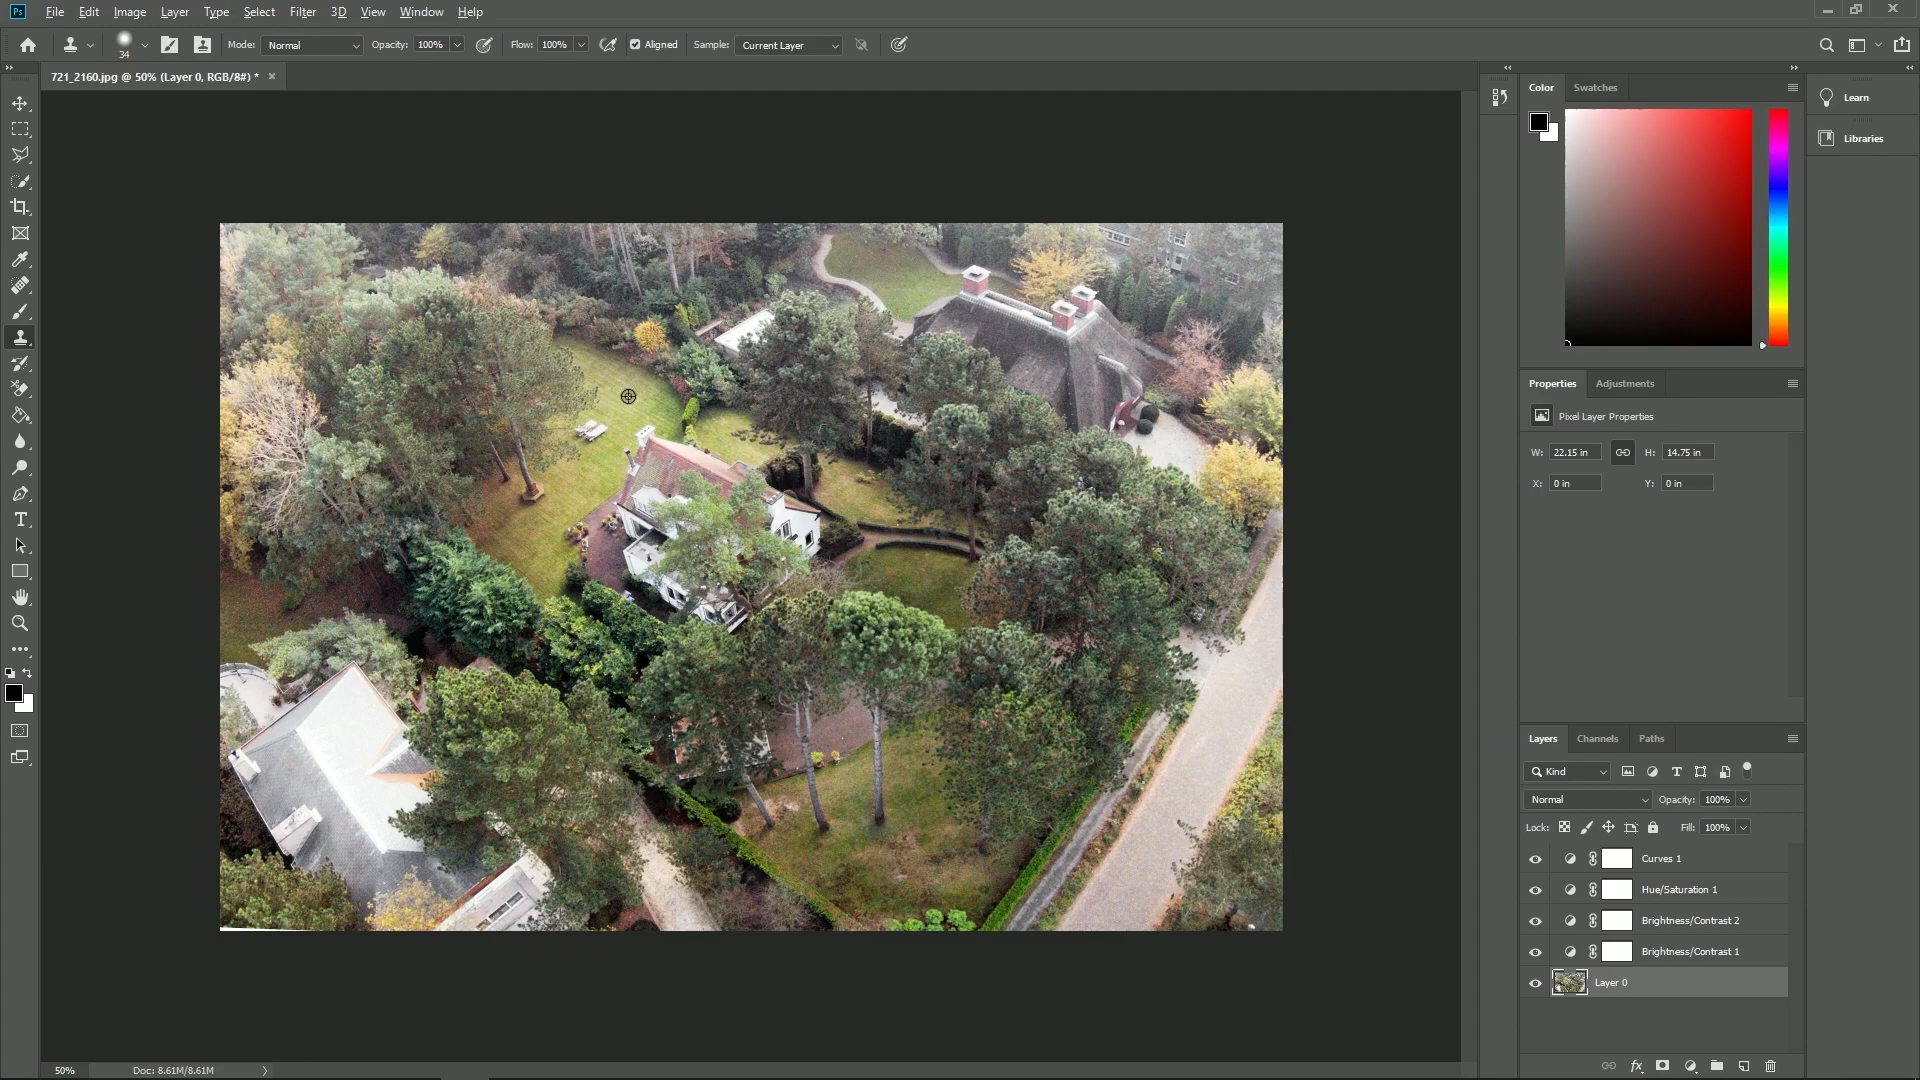 Ps File Edit Image Layer Type Select Filter 3D View Window Help
34 Mode: Normal Opacity: 100% Flow: 100% Aligned Sample: Current Layer
721_2160.jpg @ 50% (Layer 0, RGB/8#) * ×
Color Swatches
Learn
Libraries
Properties Adjustments
Pixel Layer Properties
W: 22.15 in H: 14.75 in
X: 0 in Y: 0 in
Layers Channels Paths
Kind
Normal Opacity: 100%
Lock: Fill: 100%
Curves 1
Hue/Saturation 1
Brightness/Contrast 2
Brightness/Contrast 1
Layer 0
fx
50% Doc: 8.61M/8.61M